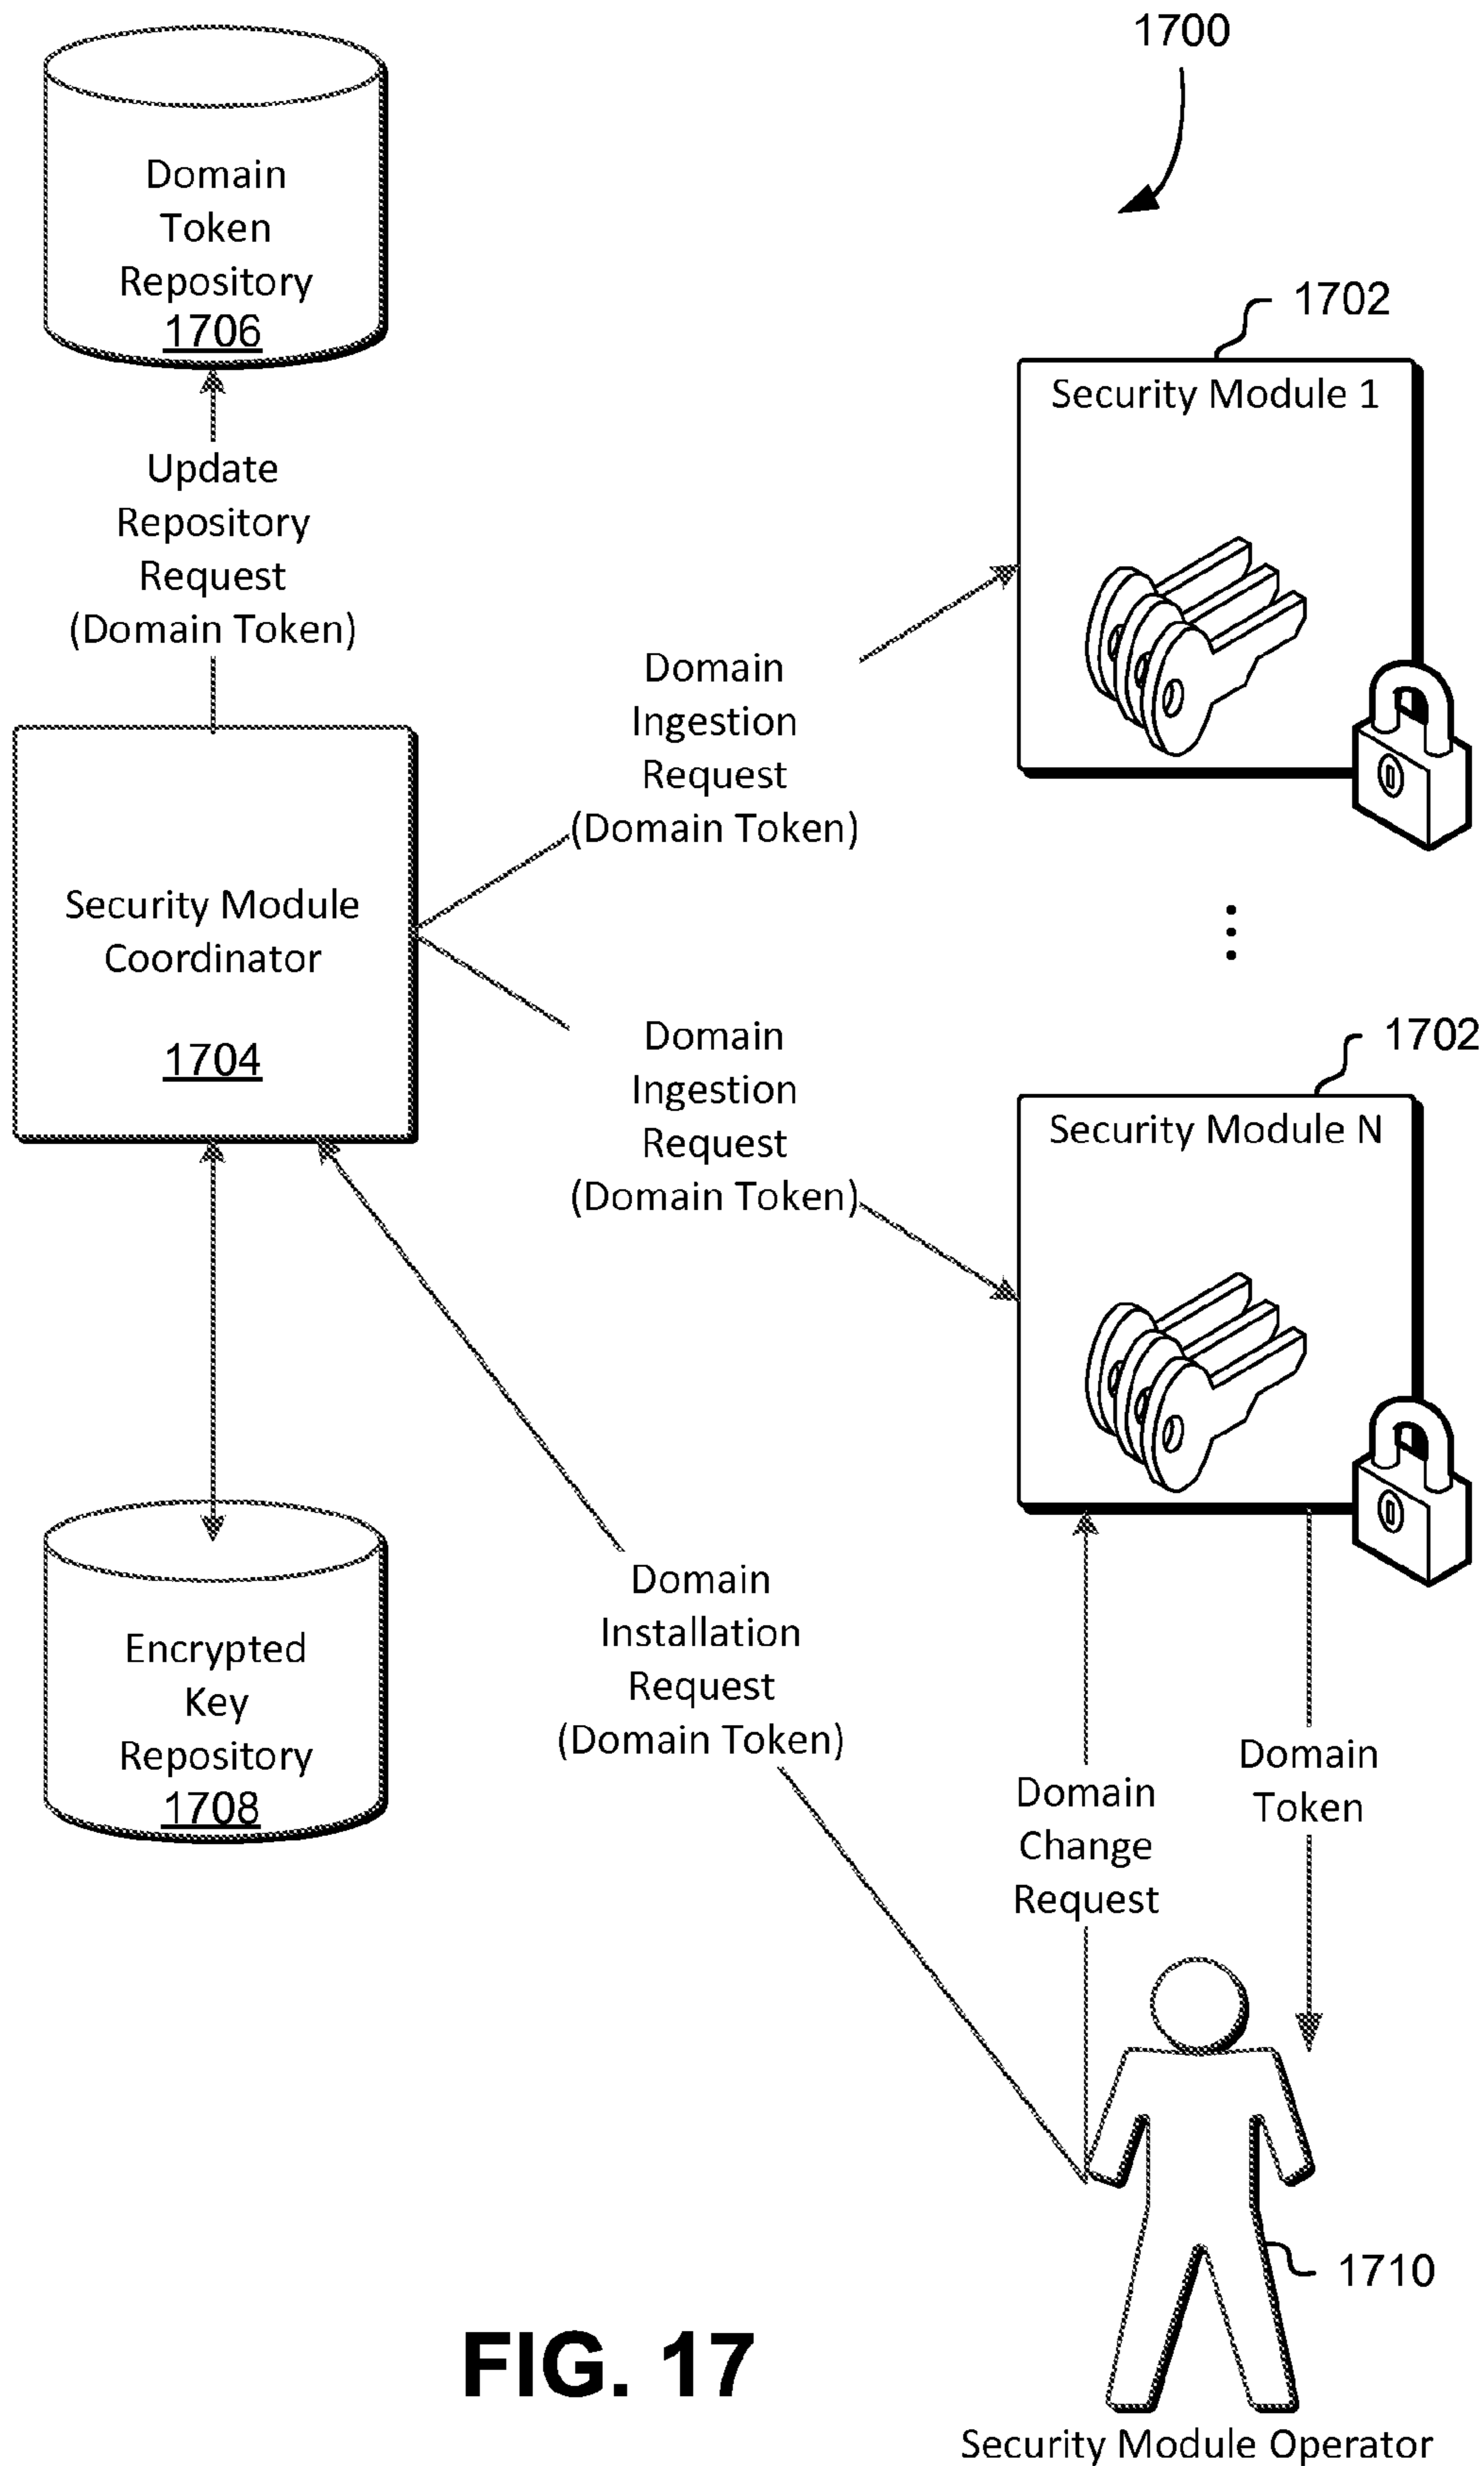 1700
Domain
Token
Repository
1706
1702
Security Module 1
Update
Repository
Request
(Domain Token)
Domain
Ingestion
Request
(Domain Token)
Security Module
Coordinator
1704
Domain
Ingestion
Request
(Domain Token)
1702
Security Module N
Domain
Installation
Request
(Domain Token)
Encrypted
Key
Repository
1708
Domain
Change
Request
Domain
Token
1710
FIG. 17
Security Module Operator